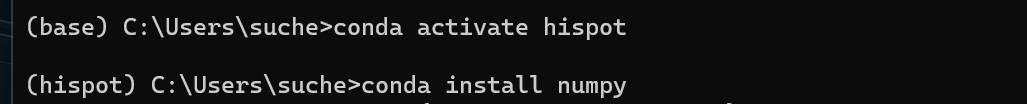 (base) C:\Users\suche>conda activate hispot
(hispot) C:\Users\suche>conda install numpy